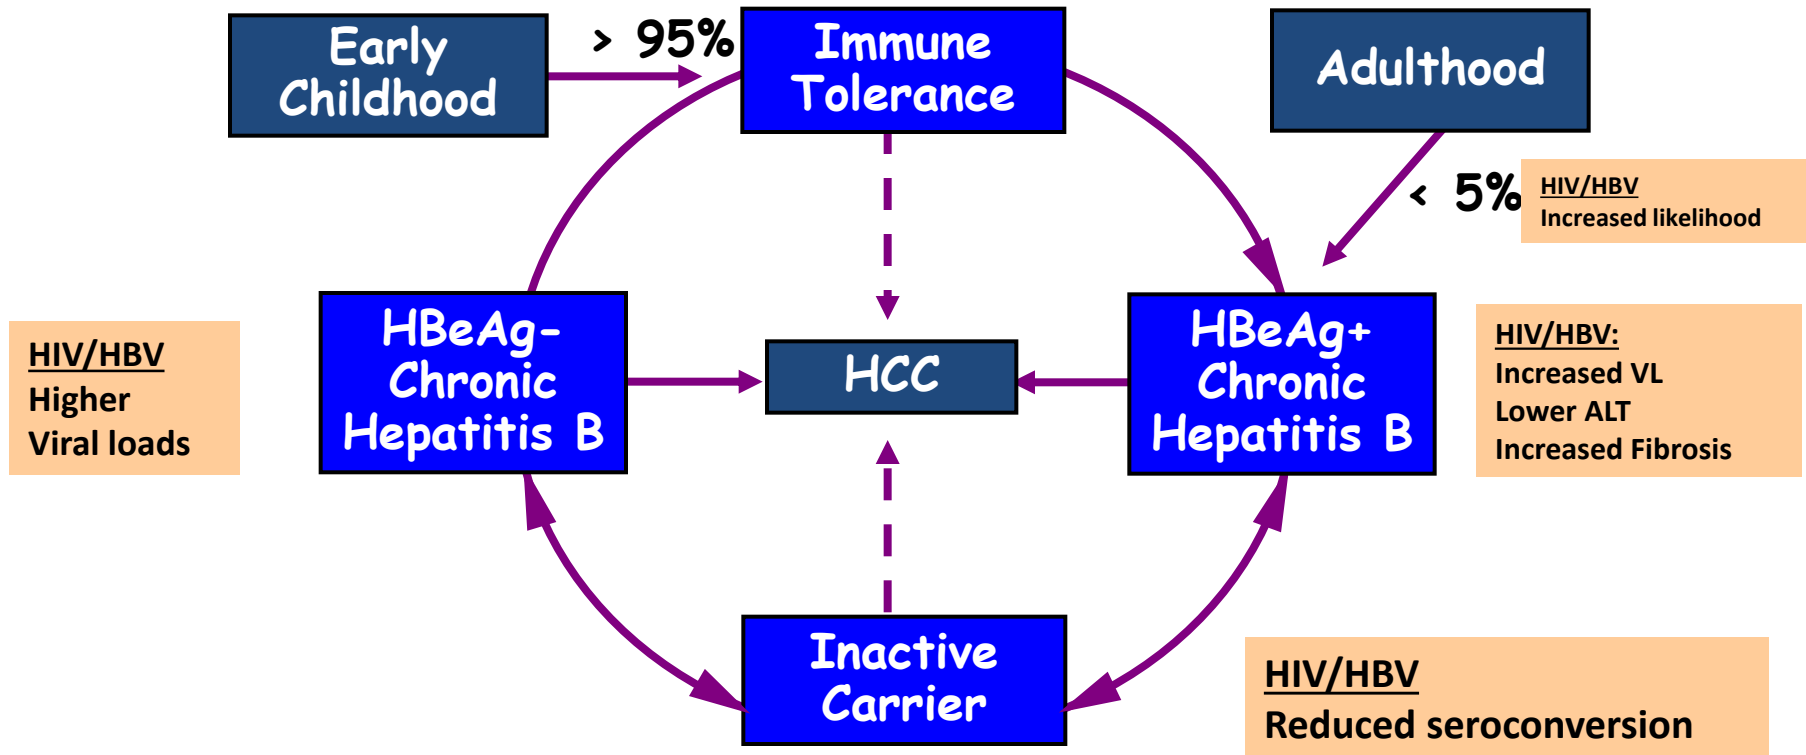 Early
Childhood
> 95%
Immune
Tolerance
Adulthood
< 5%
HIV/HBV
Increased likelihood
HIV/HBV
Higher
Viral loads
HBeAg-
Chronic
Hepatitis B
HCC
HBeAg+
Chronic
Hepatitis B
HIV/HBV:
Increased VL
Lower ALT
Increased Fibrosis
Inactive
Carrier
HIV/HBV
Reduced seroconversion